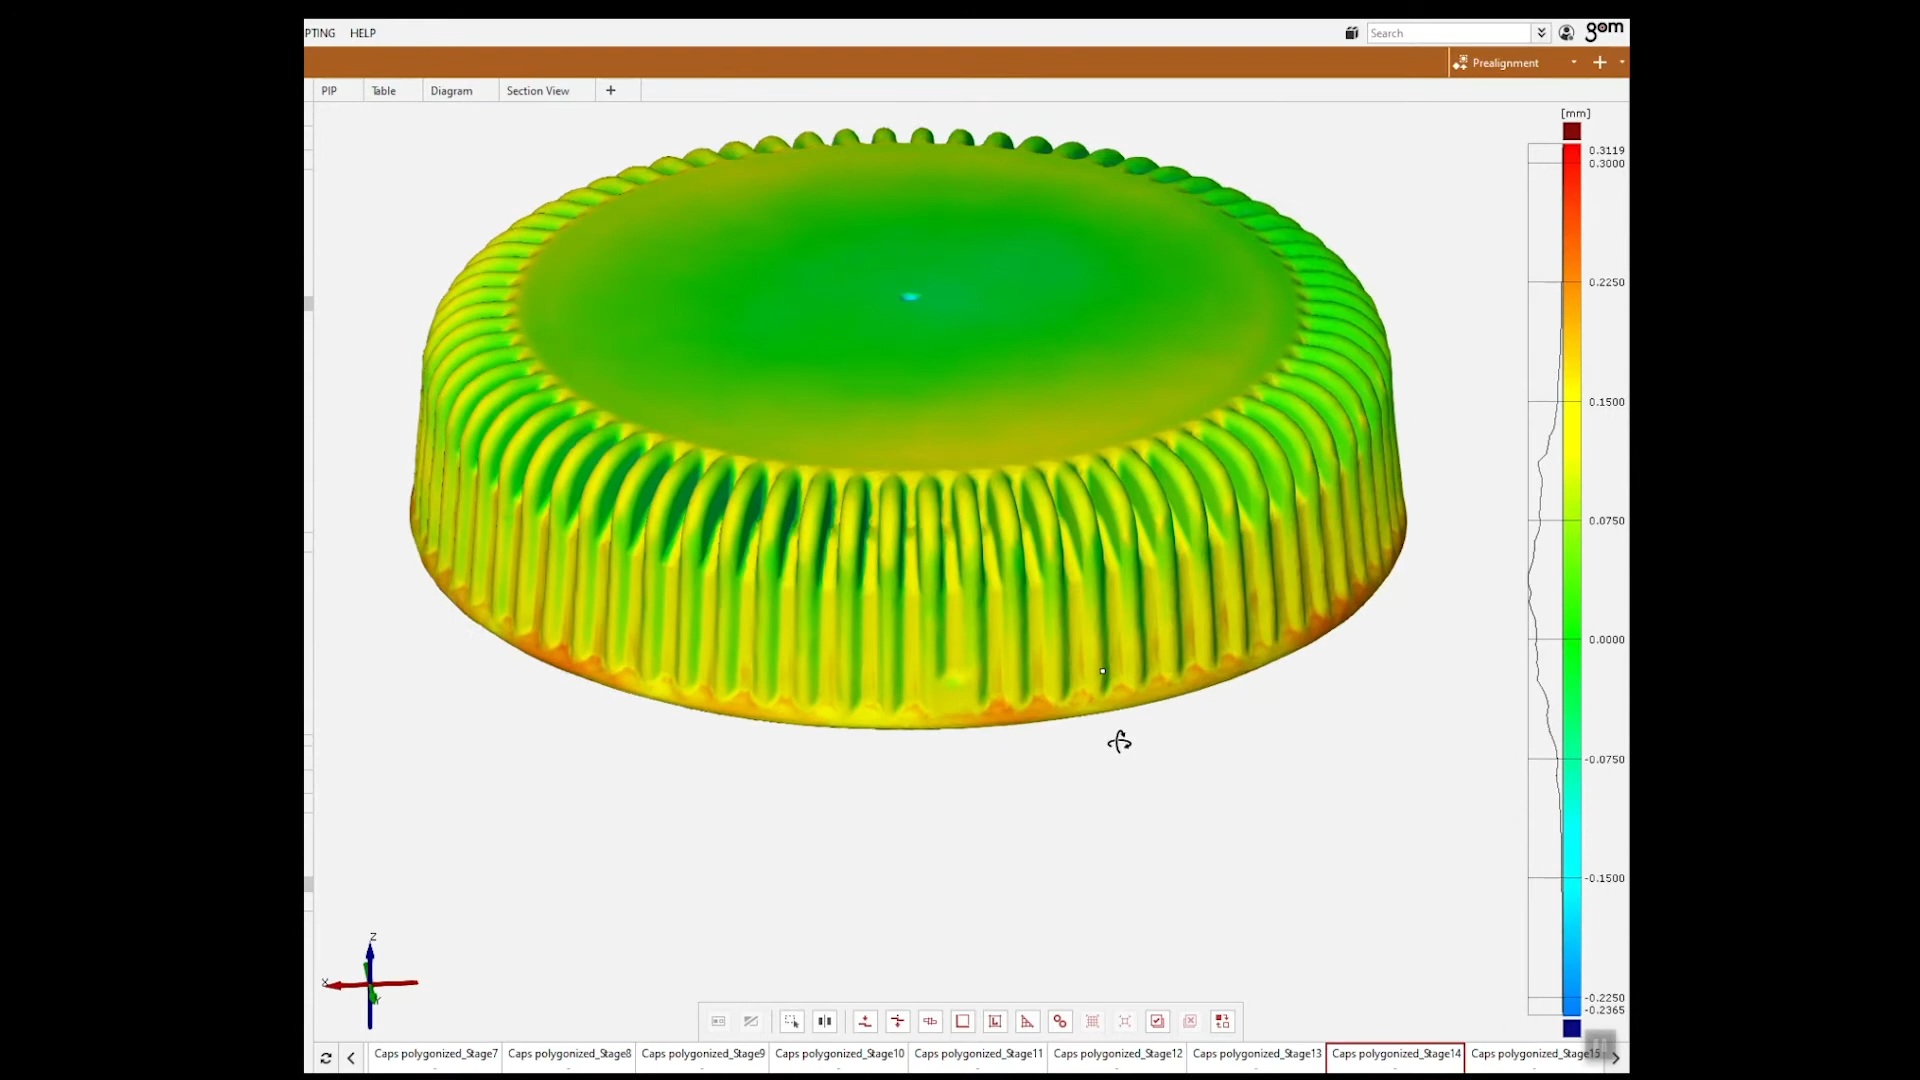 PTING HELP
Search
gom
Prealignment
PIP Table Diagram Section View +
[mm]
0.3119
0.3000
0.2250
0.1500
0.0750
0.0000
-0.0750
-0.1500
-0.2250
-0.2365
Z
X
Y
Caps polygonized_Stage7 Caps polygonized_Stage8 Caps polygonized_Stage9 Caps polygonized_Stage10 Caps polygonized_Stage11 Caps polygonized_Stage12 Caps polygonized_Stage13 Caps polygonized_Stage14 Caps polygonized_Stage15